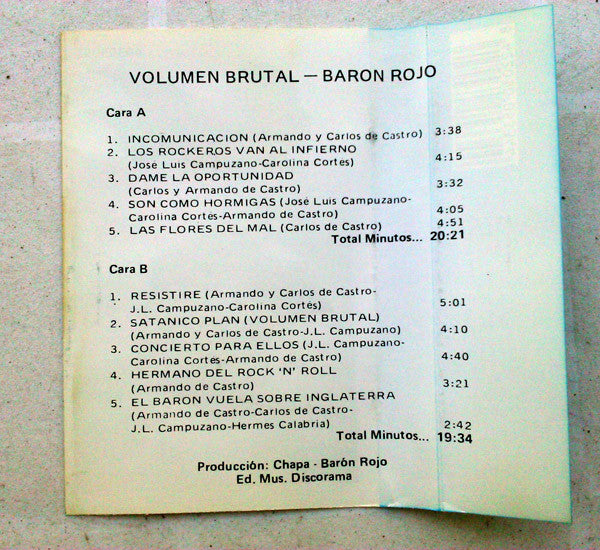 VOLUMEN BRUTAL — BARON ROJO
Cara A
1. INCOMUNICACION (Armando y Carlos de Castro) 3:38
2. LOS ROCKEROS VAN AL INFIERNO
(José Luis Campuzano-Carolina Cortés) 4:15
3. DAME LA OPORTUNIDAD
(Carlos y Armando de Castro) 3:32
4. SON COMO HORMIGAS (José Luis Campuzano-
Carolina Cortés-Armando de Castro) 4:05
5. LAS FLORES DEL MAL (Carlos de Castro) 4:51
Total Minutos... 20:21
Cara B
1. RESISTIRE (Armando y Carlos de Castro-
J.L. Campuzano-Carolina Cortés) 5:01
2. SATANICO PLAN (VOLUMEN BRUTAL)
(Armando y Carlos de Castro-J.L. Campuzano) 4:10
3. CONCIERTO PARA ELLOS (J.L. Campuzano-
Carolina Cortés-Armando de Castro) 4:40
4. HERMANO DEL ROCK 'N' ROLL
(Armando de Castro) 3:21
5. EL BARON VUELA SOBRE INGLATERRA
(Armando de Castro-Carlos de Castro-
J.L. Campuzano-Hermes Calabria) 2:42
Total Minutos... 19:34
Producción: Chapa - Barón Rojo
Ed. Mus. Discorama